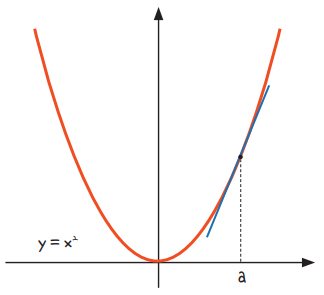 y = x²
a